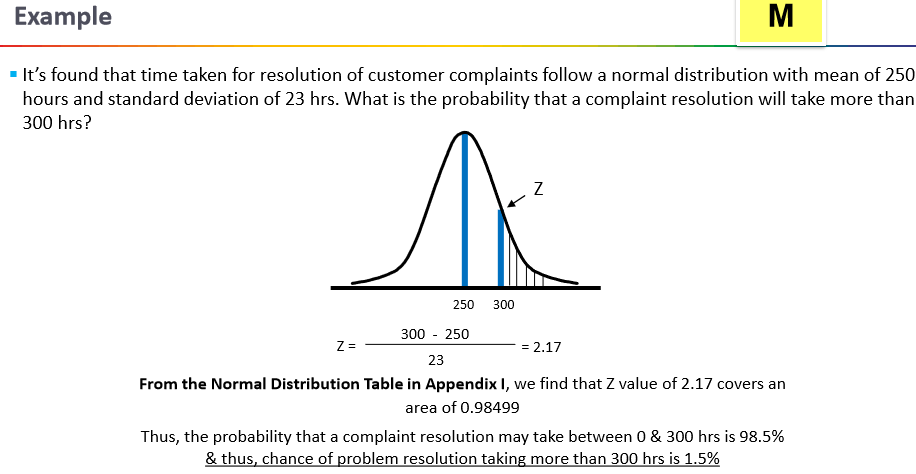 Example
M
▪ It’s found that time taken for resolution of customer complaints follow a normal distribution with mean of 250
hours and standard deviation of 23 hrs. What is the probability that a complaint resolution will take more than
300 hrs?
Z
250 300
300 - 250
Z = = 2.17
23
From the Normal Distribution Table in Appendix I, we find that Z value of 2.17 covers an
area of 0.98499
Thus, the probability that a complaint resolution may take between 0 & 300 hrs is 98.5%
& thus, chance of problem resolution taking more than 300 hrs is 1.5%